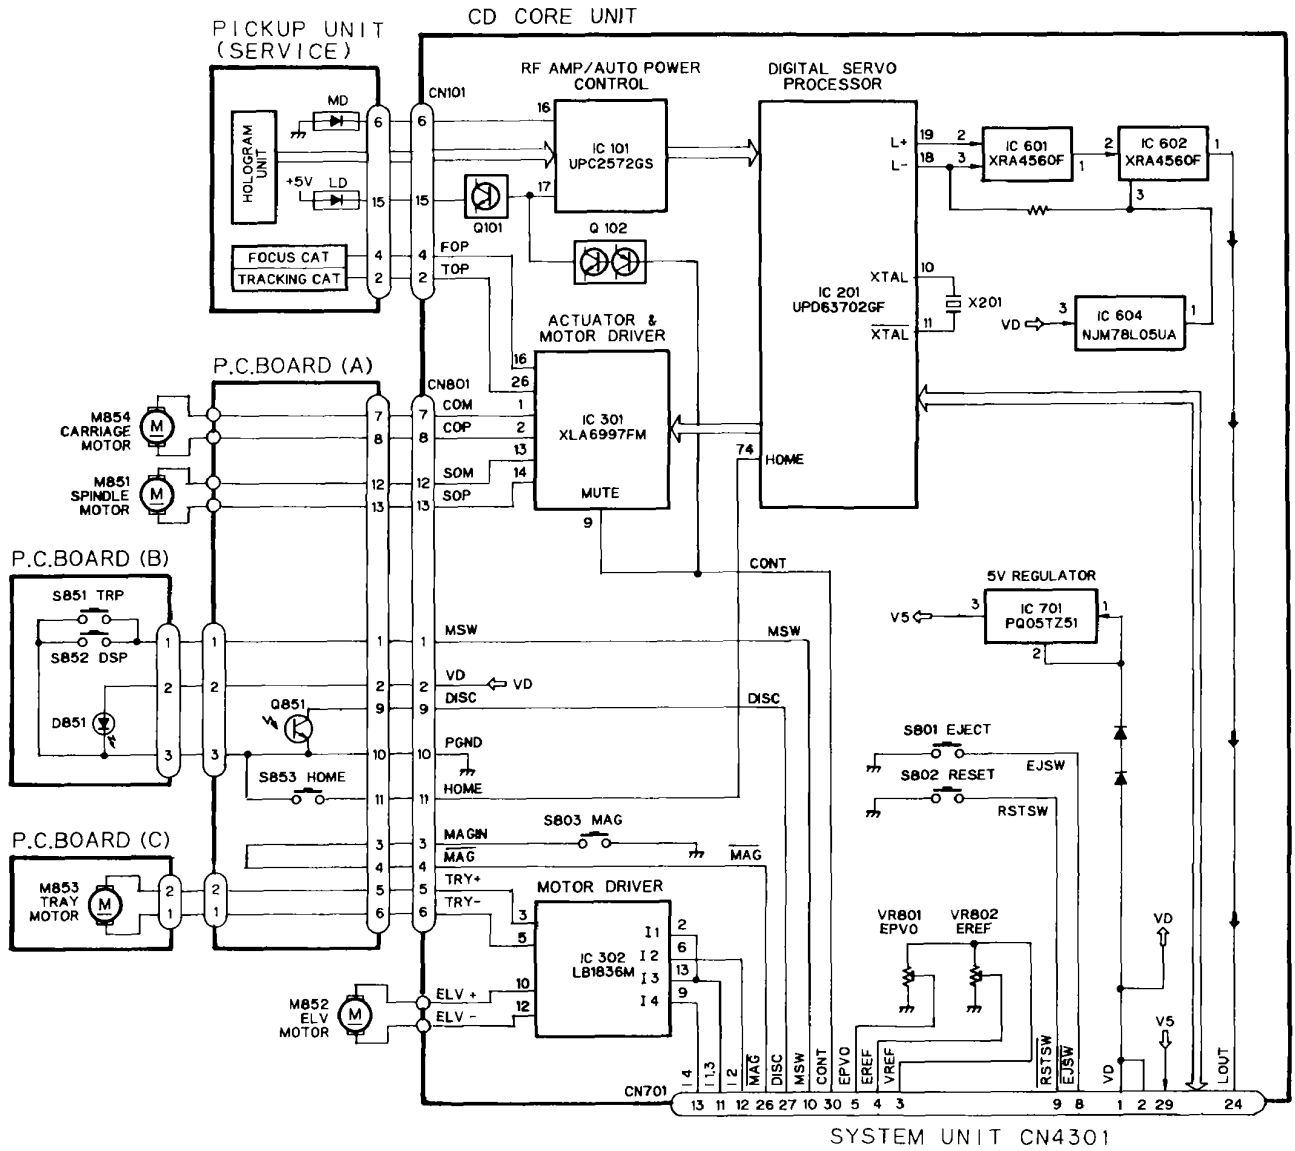 CD CORE UNIT
PICKUP UNIT
(SERVICE)
RF AMP/AUTO POWER
CONTROL
DIGITAL SERVO
PROCESSOR
CN101
MD
6
6
16
HOLOGRAM
UNIT
IC 101
UPC2572GS
+5V
LD
15
15
17
Q101
Q 102
FOCUS CAT
4
4
FOP
TRACKING CAT
2
2
TOP
L+
19
2
L-
18
3
IC 601
XRA4560F
1
2
IC 602
XRA4560F
1
3
XTAL
10
IC 201
UPD63702GF
X201
XTAL
11
VD
3
IC 604
NJM78L05UA
1
ACTUATOR &
MOTOR DRIVER
16
26
P.C.BOARD (A)
CN801
M854
CARRIAGE
MOTOR
M
7
7
COM
1
8
8
COP
2
IC 301
XLA6997FM
13
14
MUTE
9
74
HOME
M851
SPINDLE
MOTOR
M
12
12
SOM
13
13
SOP
CONT
P.C.BOARD (B)
S851 TRP
S852 DSP
1
1
1
1
MSW
MSW
5V REGULATOR
V5
3
IC 701
PQ05TZ51
1
2
2
2
2
2
VD
VD
D851
Q851
9
9
DISC
DISC
3
3
10
10
PGND
S853 HOME
11
11
HOME
S801 EJECT
EJSW
S802 RESET
RSTSW
3
3
MAGIN
S803 MAG
4
4
MAG
MAG
P.C.BOARD (C)
M853
TRAY
MOTOR
M
2
2
5
5
TRY+
1
1
6
6
TRY-
MOTOR DRIVER
3
5
IC 302
LB1836M
I1
2
I2
6
I3
13
I4
9
10
12
M852
ELV
MOTOR
M
ELV +
ELV -
VR801
EPVO
VR802
EREF
VD
V5
I4
I1,3
I2
MAG
DISC
MSW
CONT
EPVO
EREF
VREF
RSTSW
EJSW
VD
LOUT
CN701
13
11
12
26
27
10
30
5
4
3
9
8
1
2
29
24
SYSTEM UNIT CN4301